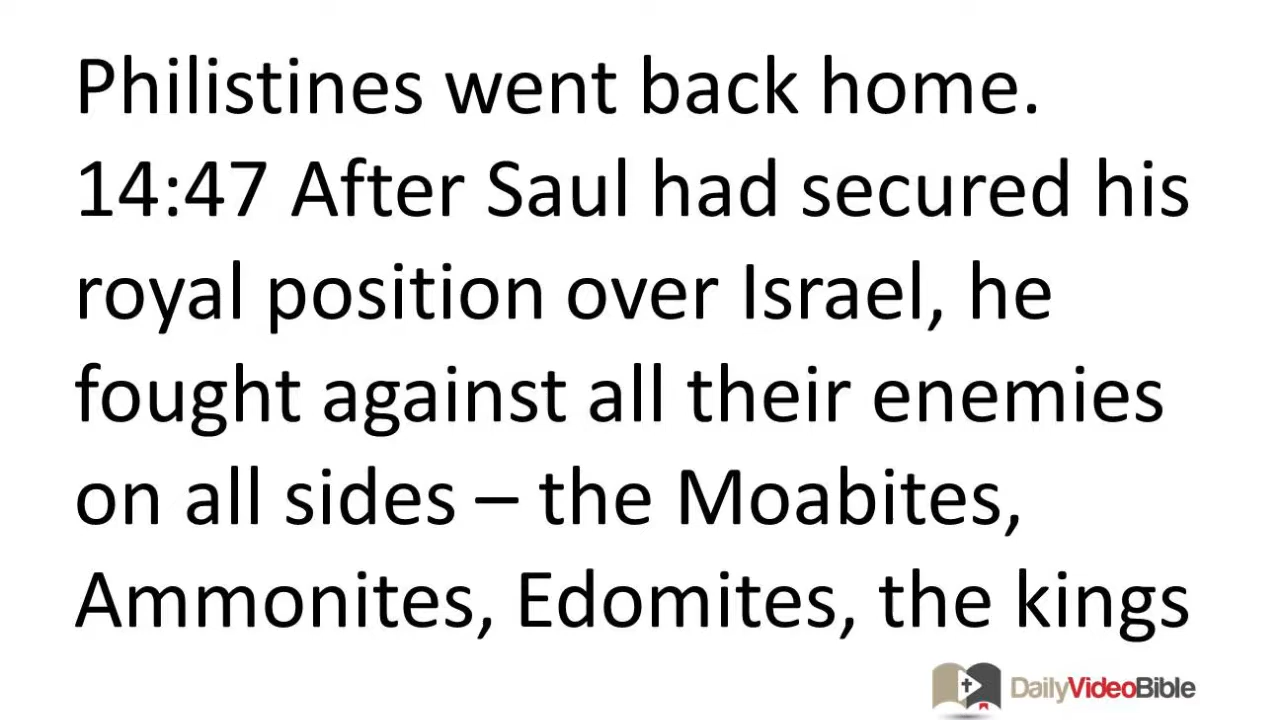 Philistines went back home.
14:47 After Saul had secured his
royal position over Israel, he
fought against all their enemies
on all sides – the Moabites,
Ammonites, Edomites, the kings
DailyVideoBible